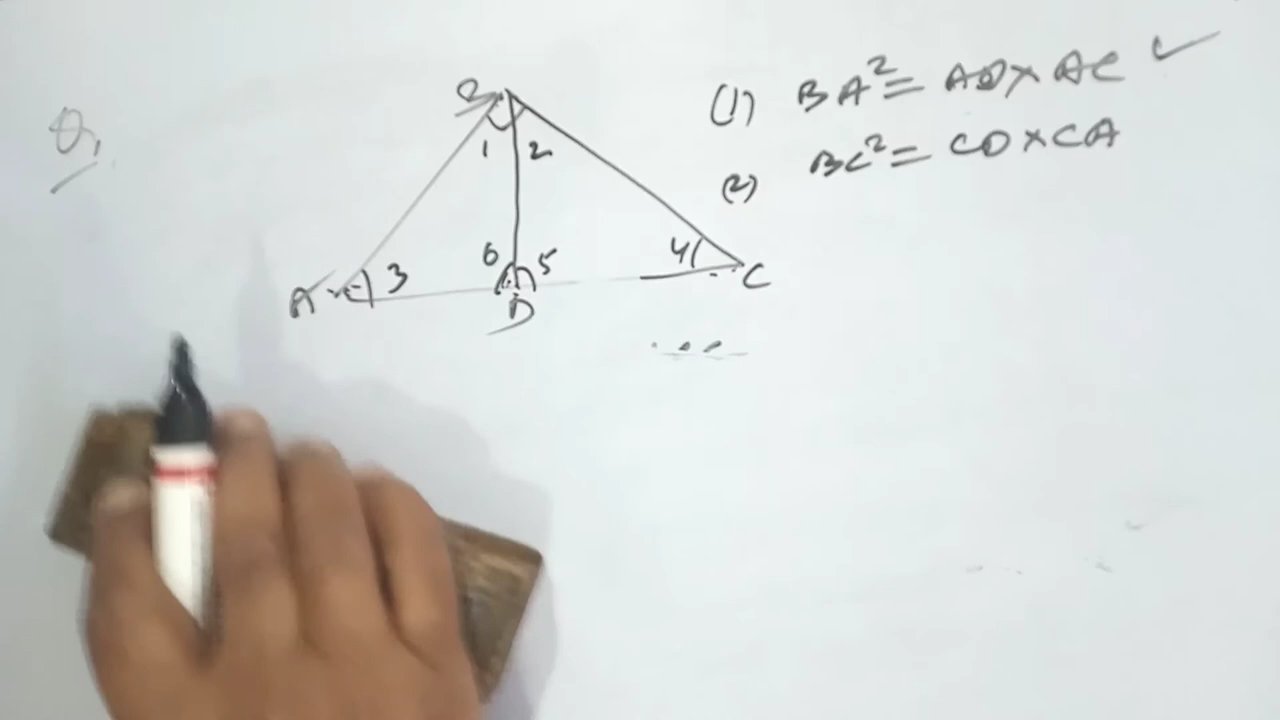 Q.
B
(1) BA²= AD×AC ✓
1 2
(2) BC²= CD×CA
6 5
4
A 3
D
C